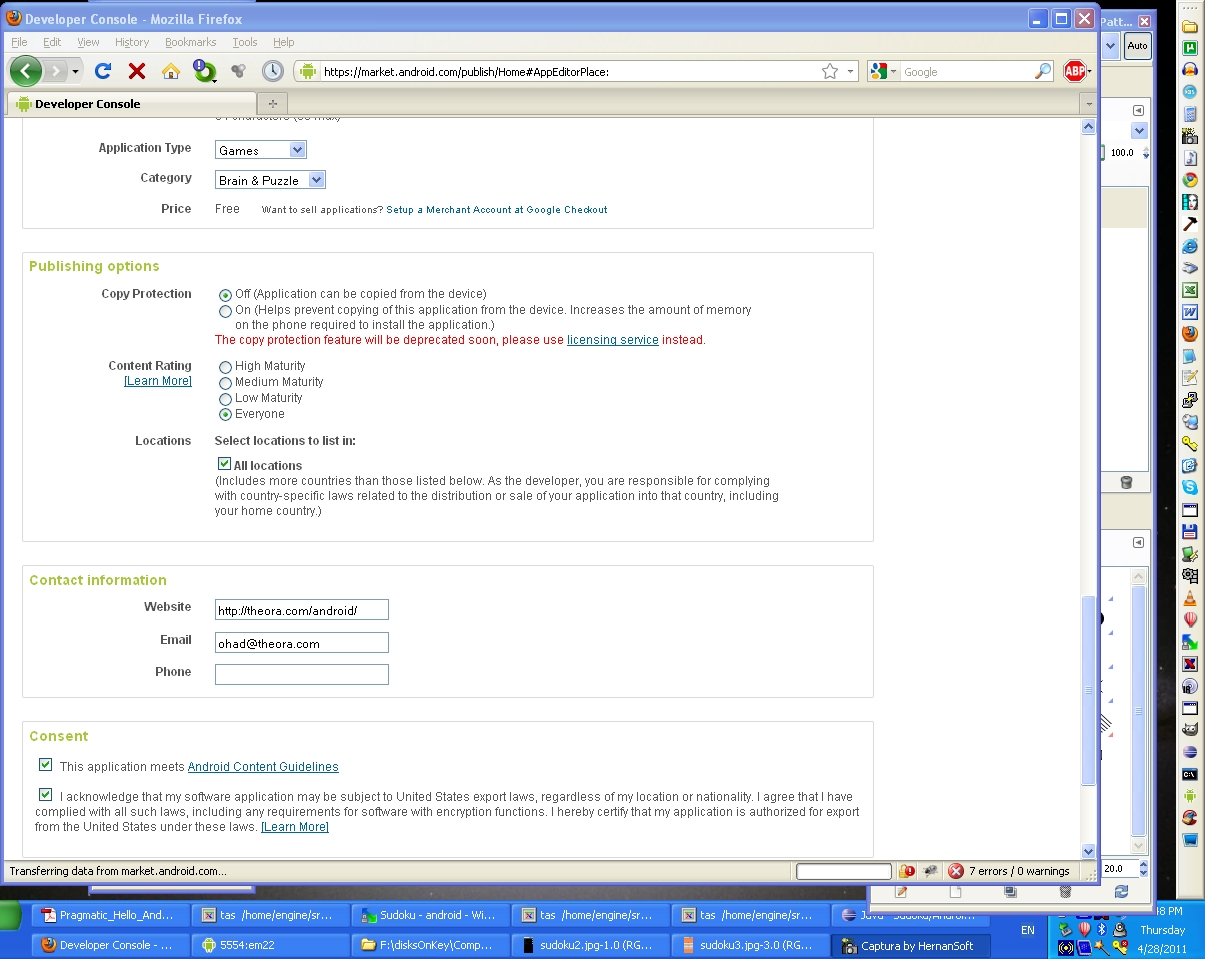 Developer Console - Mozilla Firefox
Patt...
File Edit View History Bookmarks Tools Help
Auto
https://market.android.com/publish/Home#AppEditorPlace:
Google
ABP
Developer Console
Application Type Games
100.0
Category Brain & Puzzle
Price Free Want to sell applications? Setup a Merchant Account at Google Checkout
Publishing options
Copy Protection Off (Application can be copied from the device)
On (Helps prevent copying of this application from the device. Increases the amount of memory
on the phone required to install the application.)
The copy protection feature will be deprecated soon, please use licensing service instead.
Content Rating High Maturity
[Learn More] Medium Maturity
Low Maturity
Everyone
Locations Select locations to list in:
All locations
(Includes more countries than those listed below. As the developer, you are responsible for complying
with country-specific laws related to the distribution or sale of your application into that country, including
your home country.)
Contact information
Website http://theora.com/android/
Email ohad@theora.com
Phone
Consent
This application meets Android Content Guidelines
I acknowledge that my software application may be subject to United States export laws, regardless of my location or nationality. I agree that I have
complied with all such laws, including any requirements for software with encryption functions. I hereby certify that my application is authorized for export
from the United States under these laws. [Learn More]
Transferring data from market.android.com...
7 errors / 0 warnings
20.0
Pragmatic_Hello_And... tas /home/engine/sr... Sudoku - android - Wi... tas /home/engine/sr... tas /home/engine/sr... Java - Sudoku/Androi...
48 PM
EN
Thursday
Developer Console - ... 5554:em22 F:\disksOnKey\Comp... sudoku2.jpg-1.0 (RG... sudoku3.jpg-3.0 (RG... Captura by HernanSoft
4/28/2011